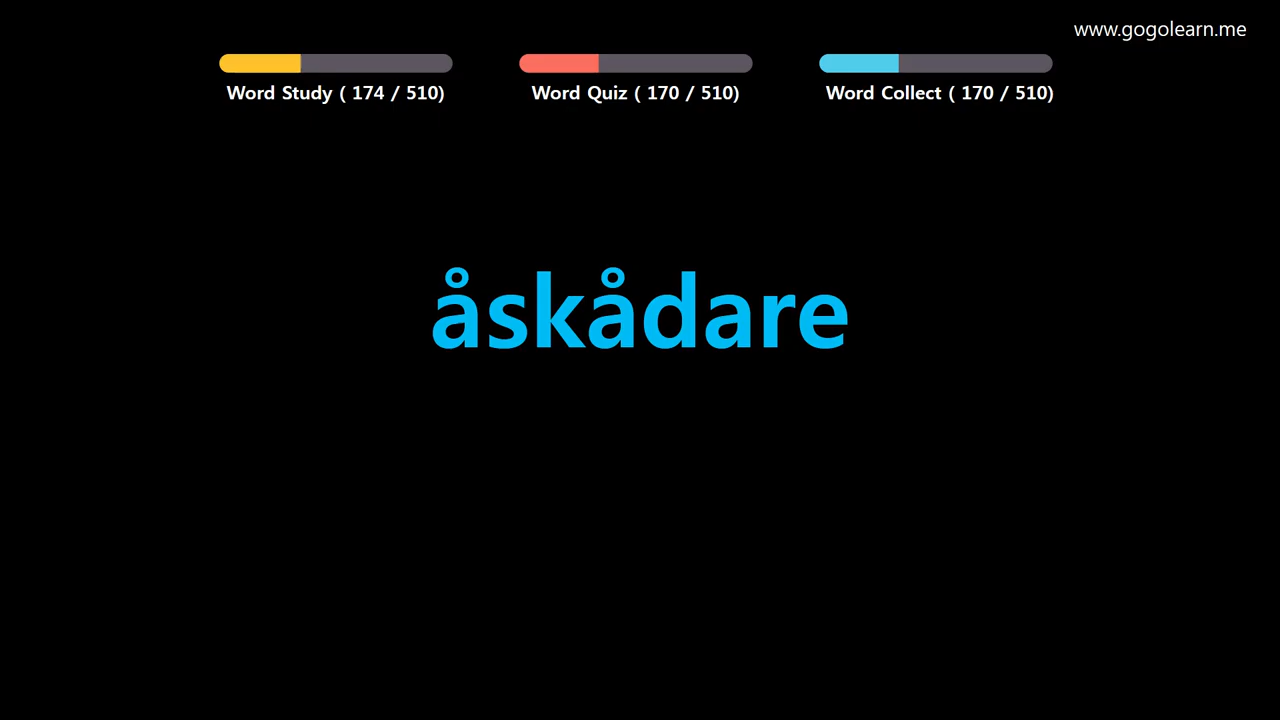 www.gogolearn.me
Word Study ( 174 / 510)
Word Quiz ( 170 / 510)
Word Collect ( 170 / 510)
åskådare